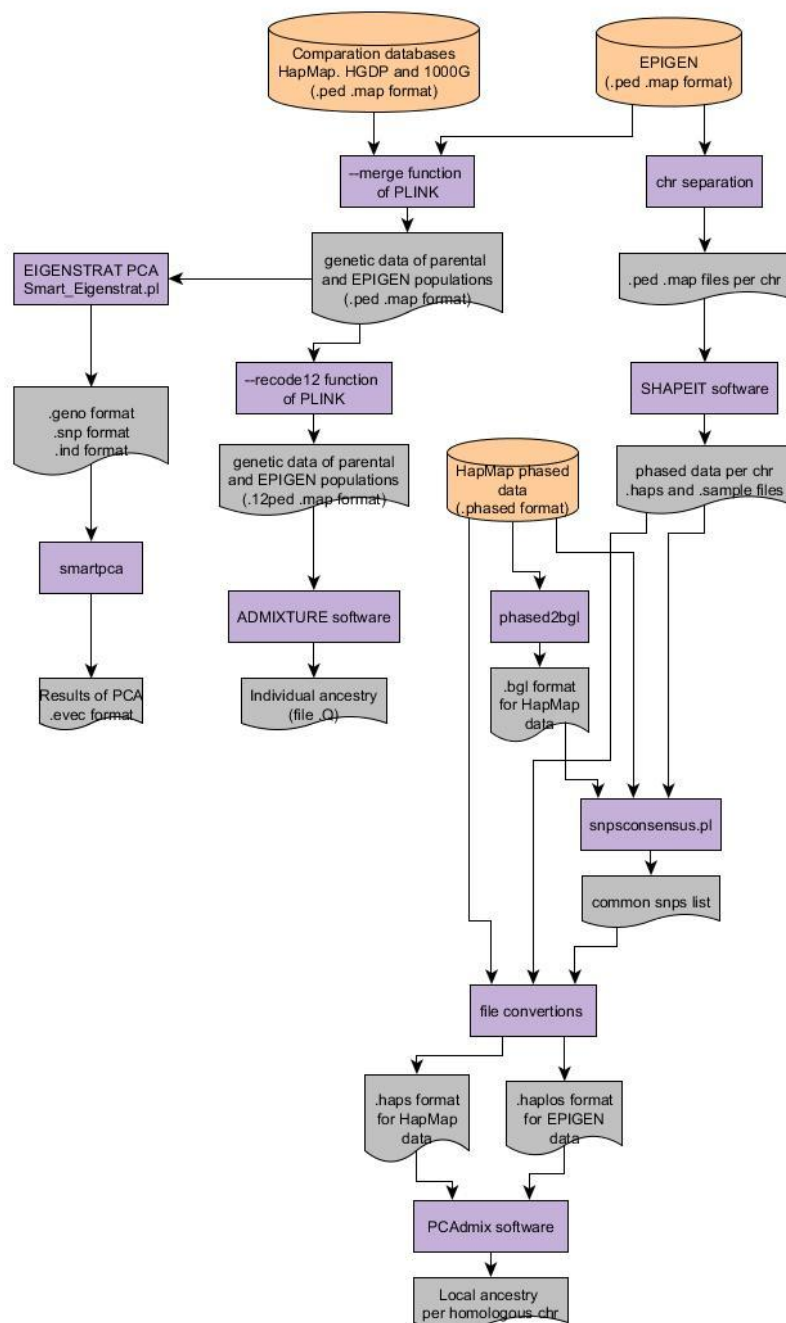 Comparation databases
HapMap. HGDP and 1000G
(.ped .map format)
EPIGEN
(.ped .map format)
--merge function
of PLINK
chr separation
EIGENSTRAT PCA
Smart_Eigenstrat.pl
genetic data of parental
and EPIGEN populations
(.ped .map format)
.ped .map files per chr
--recode12 function
of PLINK
SHAPEIT software
.geno format
.snp format
.ind format
genetic data of parental
and EPIGEN populations
(.12ped .map format)
HapMap phased
data
(.phased format)
phased data per chr
.haps and .sample files
smartpca
ADMIXTURE software
phased2bgl
Results of PCA
.evec format
Individual ancestry
(file .Q)
.bgl format
for HapMap
data
snpsconsensus.pl
common snps list
file convertions
.haps format
for HapMap
data
.haplos format
for EPIGEN
data
PCAdmix software
Local ancestry
per homologous chr